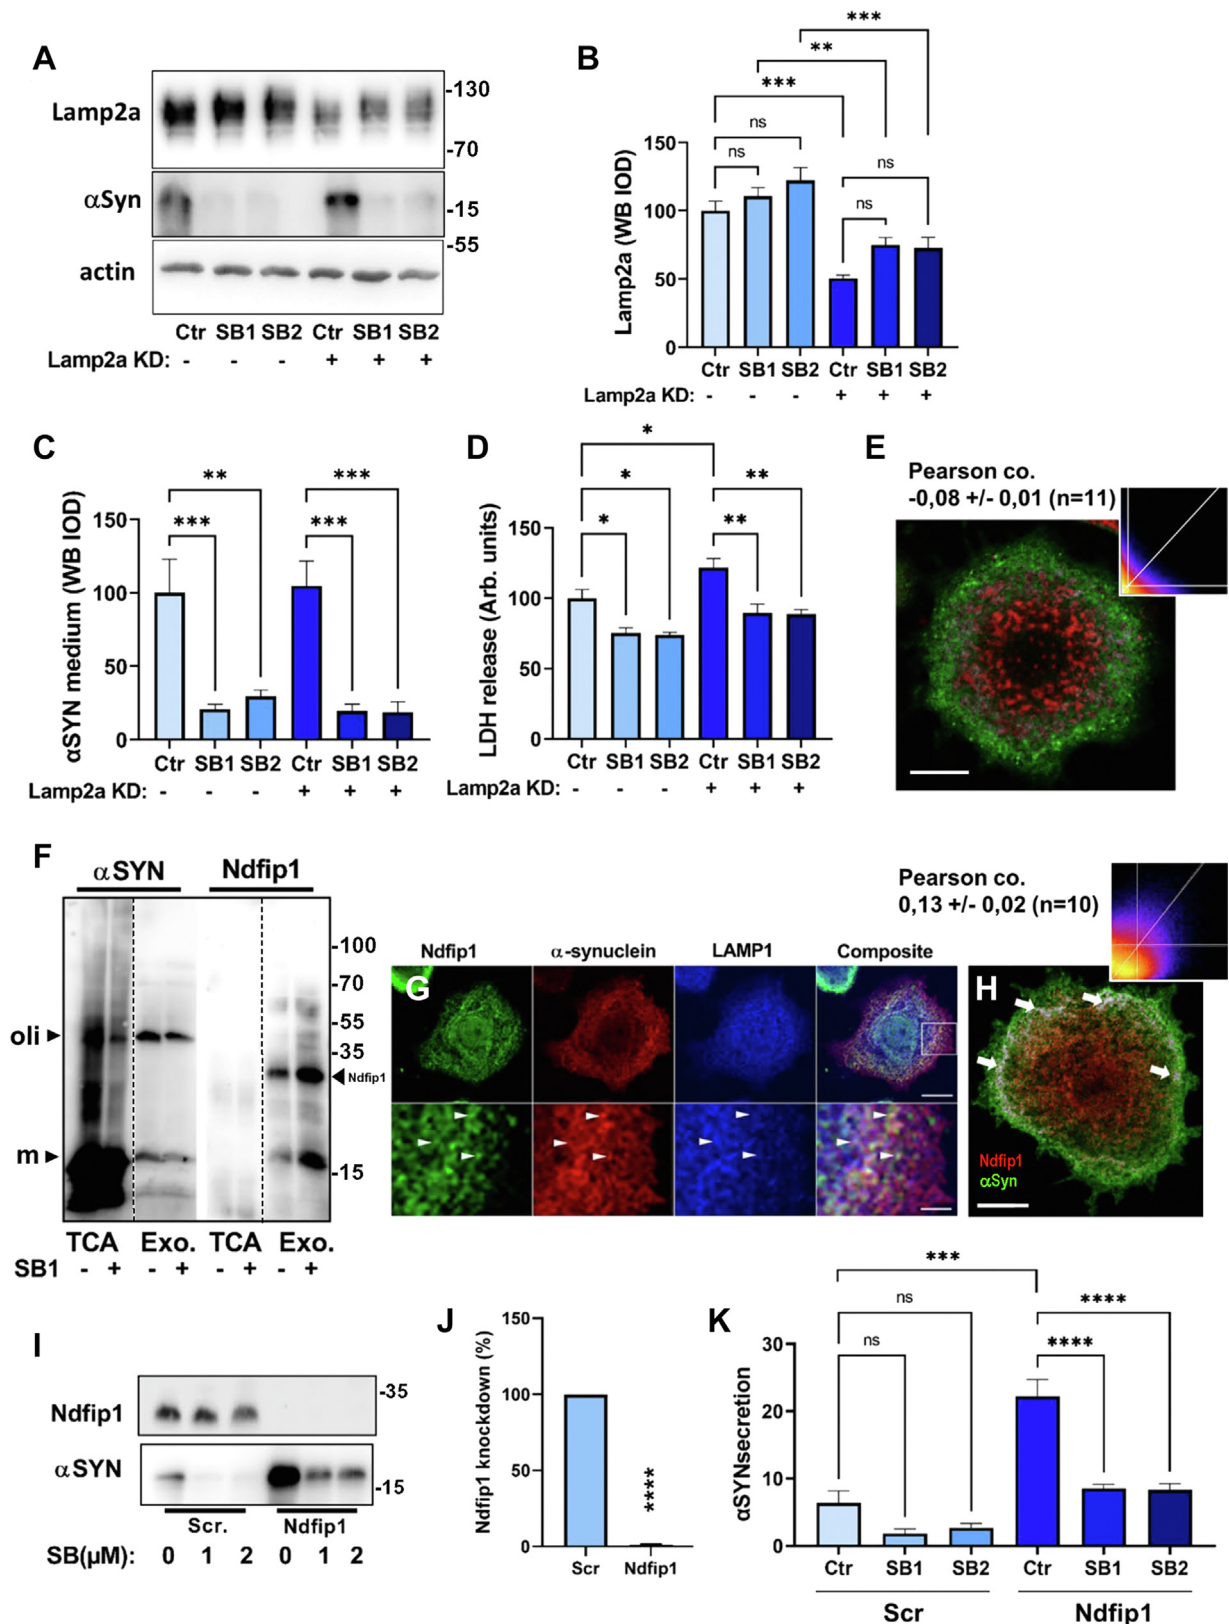 A
Lamp2a
-130
-70
αSyn
-15
-55
actin
Ctr SB1 SB2 Ctr SB1 SB2
Lamp2a KD: - - - + + +
B
***
**
***
ns
ns
ns
ns
Lamp2a (WB IOD)
150
100
50
0
Ctr SB1 SB2 Ctr SB1 SB2
Lamp2a KD: - - - + + +
C
**
***
***
***
αSYN medium (WB IOD)
150
100
50
0
Ctr SB1 SB2 Ctr SB1 SB2
Lamp2a KD: - - - + + +
D
*
*
**
*
**
LDH release (Arb. units)
150
100
50
0
Ctr SB1 SB2 Ctr SB1 SB2
Lamp2a KD: - - - + + +
E
Pearson co.
-0,08 +/- 0,01 (n=11)
F
αSYN Ndfip1
-100
-70
-55
-35
-15
oli
m
Ndfip1
TCA Exo. TCA Exo.
SB1 - + - + - + - +
G
Ndfip1 α-synuclein LAMP1 Composite
Pearson co.
0,13 +/- 0,02 (n=10)
H
Ndfip1
αSyn
I
Ndfip1
-35
αSYN
-15
Scr. Ndfip1
SB(μM): 0 1 2 0 1 2
J
Ndfip1 knockdown (%)
150
100
50
0
****
Scr Ndfip1
K
***
ns
****
ns
****
αSYNsecretion
30
20
10
0
Ctr SB1 SB2 Ctr SB1 SB2
Scr Ndfip1